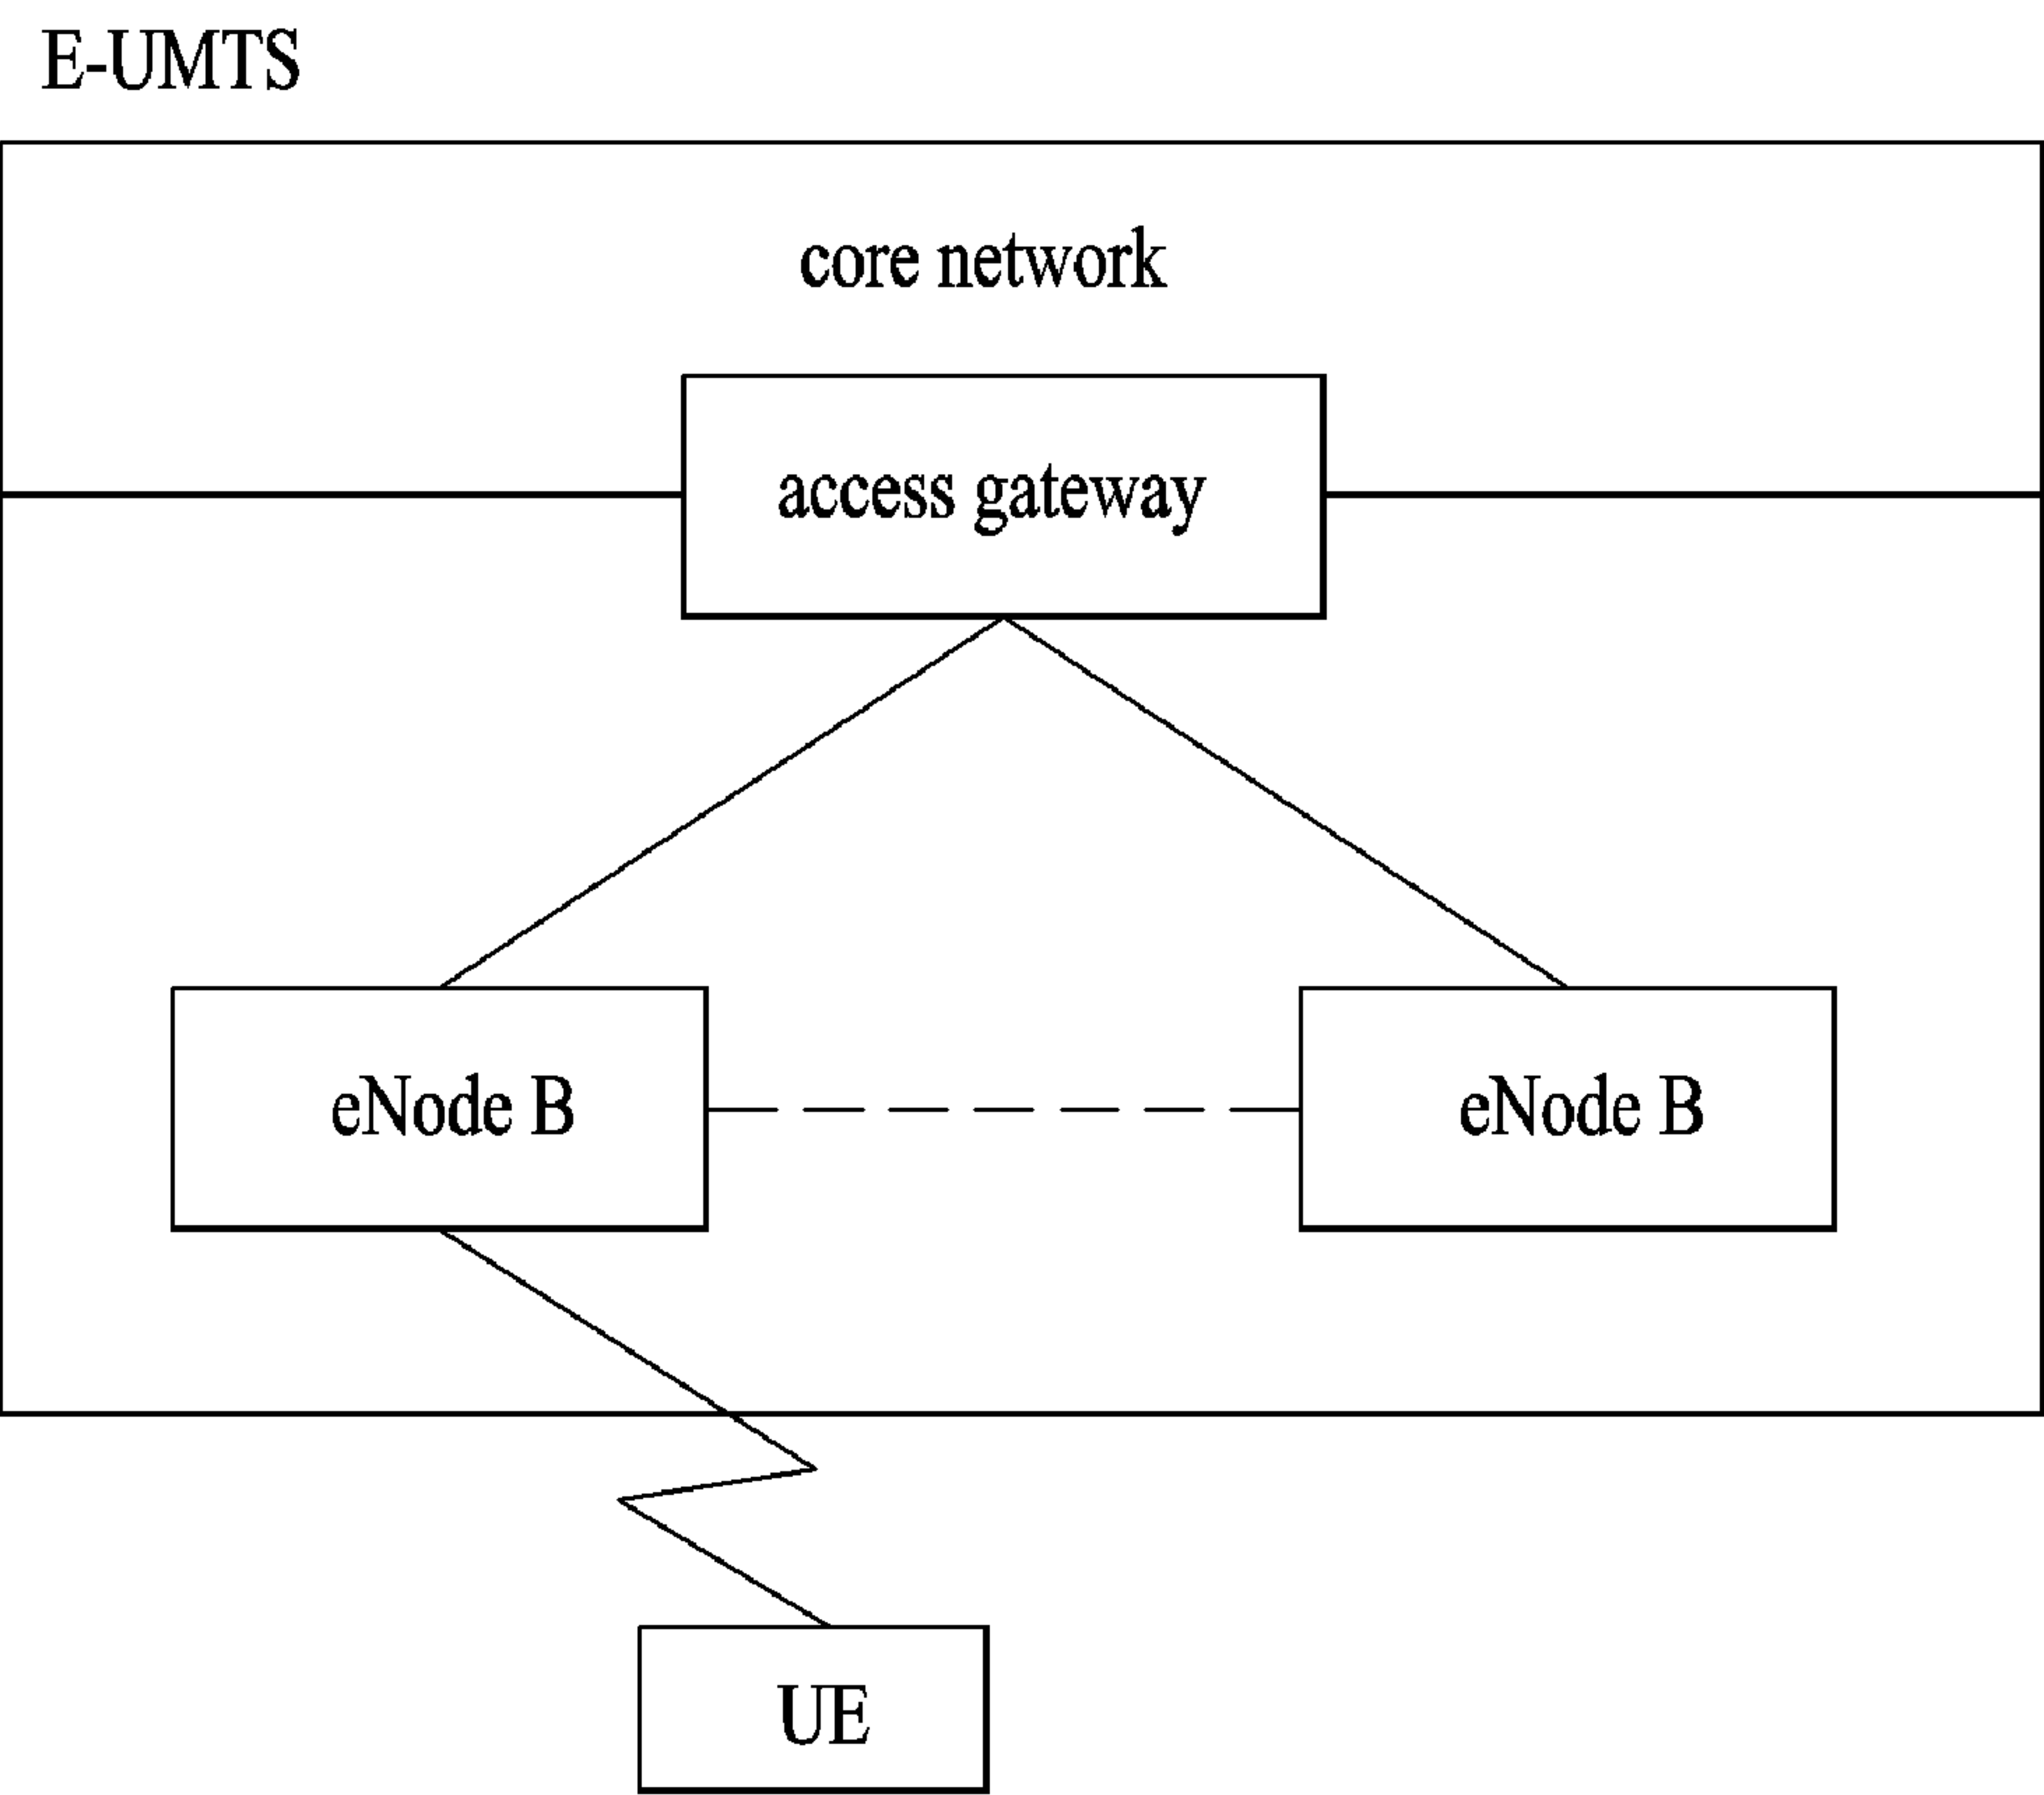 E-UMTS
core network
access gateway
eNode B
eNode B
UE